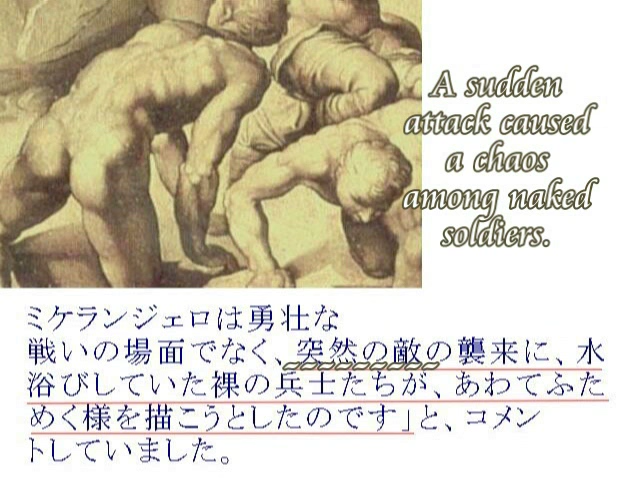 A sudden
attack caused
a chaos
among naked
soldiers.
ミケランジェロは勇壮な
戦いの場面でなく、突然の敵の襲来に、水
浴びしていた裸の兵士たちが、あわてふた
めく様を描こうとしたのです」と、コメン
トしていました。